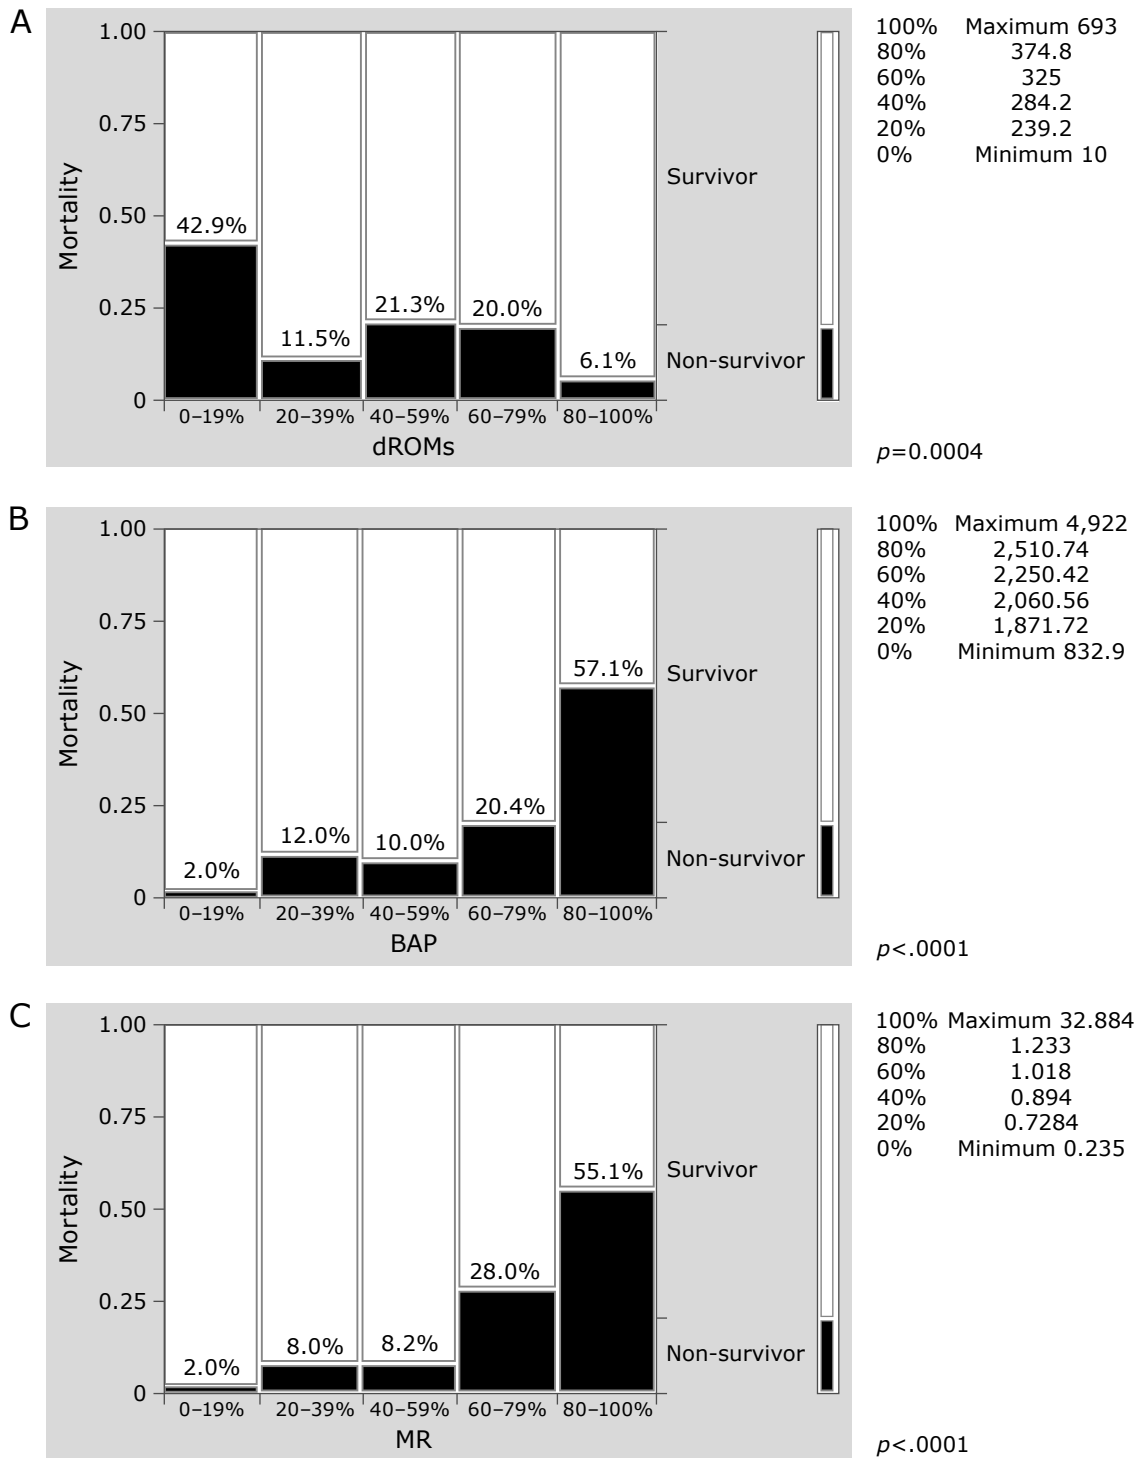 A
1.00
0.75
0.50
0.25
0
Mortality
42.9%
11.5%
21.3%
20.0%
6.1%
Survivor
Non-survivor
0–19% 20–39% 40–59% 60–79% 80–100%
dROMs
100% Maximum 693
80% 374.8
60% 325
40% 284.2
20% 239.2
0% Minimum 10
p=0.0004
B
1.00
0.75
0.50
0.25
0
Mortality
2.0%
12.0%
10.0%
20.4%
57.1%
Survivor
Non-survivor
0–19% 20–39% 40–59% 60–79% 80–100%
BAP
100% Maximum 4,922
80% 2,510.74
60% 2,250.42
40% 2,060.56
20% 1,871.72
0% Minimum 832.9
p<.0001
C
1.00
0.75
0.50
0.25
0
Mortality
2.0%
8.0%
8.2%
28.0%
55.1%
Survivor
Non-survivor
0–19% 20–39% 40–59% 60–79% 80–100%
MR
100% Maximum 32.884
80% 1.233
60% 1.018
40% 0.894
20% 0.7284
0% Minimum 0.235
p<.0001